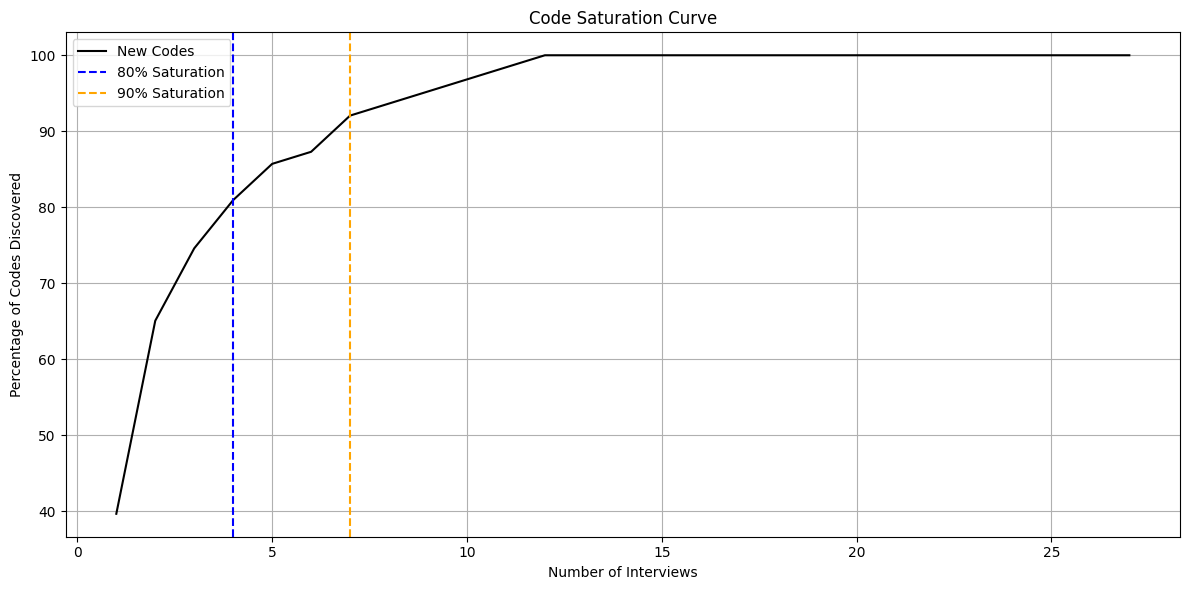 Code Saturation Curve
New Codes
80% Saturation
90% Saturation
Percentage of Codes Discovered
100
90
80
70
60
50
40
0
5
10
15
20
25
Number of Interviews